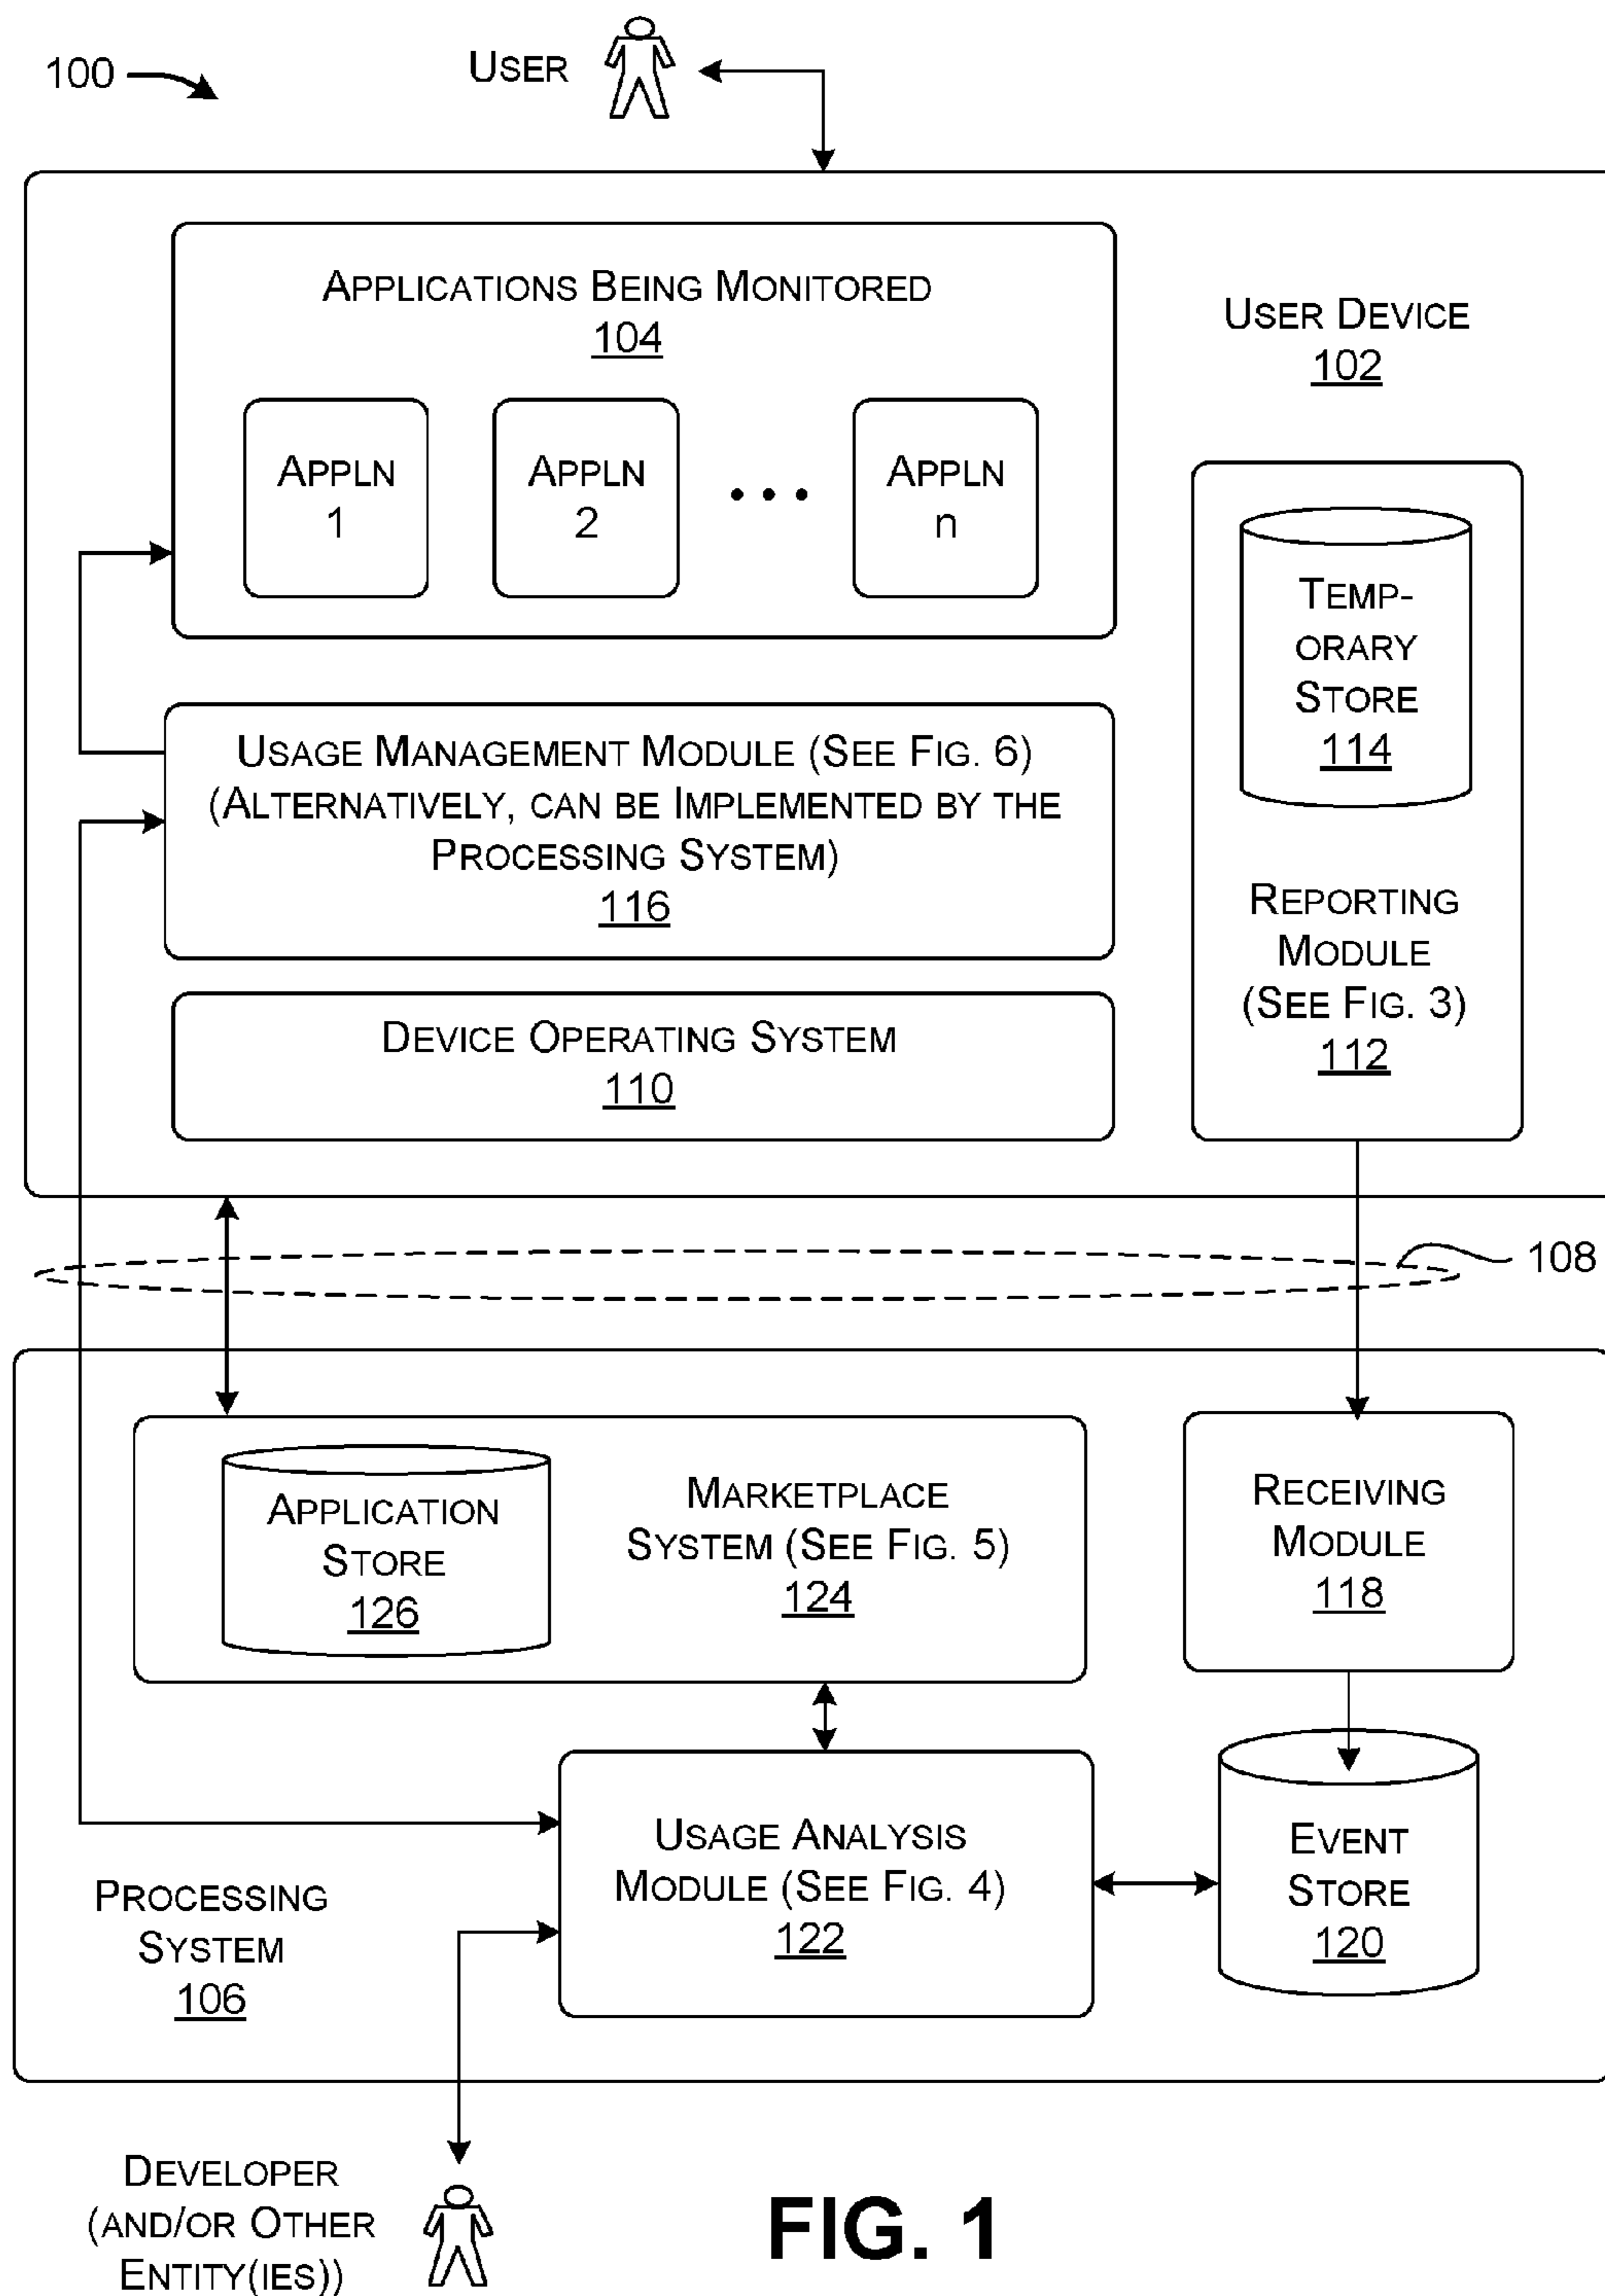 100
USER
APPLICATIONS BEING MONITORED
104
USER DEVICE
102
APPLN
1
APPLN
2
• • •
APPLN
n
TEMP-
ORARY
STORE
114
USAGE MANAGEMENT MODULE (SEE FIG. 6)
(ALTERNATIVELY, CAN BE IMPLEMENTED BY THE
PROCESSING SYSTEM)
116
REPORTING
MODULE
(SEE FIG. 3)
112
DEVICE OPERATING SYSTEM
110
108
APPLICATION
STORE
126
MARKETPLACE
SYSTEM (SEE FIG. 5)
124
RECEIVING
MODULE
118
USAGE ANALYSIS
MODULE (SEE FIG. 4)
122
EVENT
STORE
120
PROCESSING
SYSTEM
106
DEVELOPER
(AND/OR OTHER
ENTITY(IES))
FIG. 1